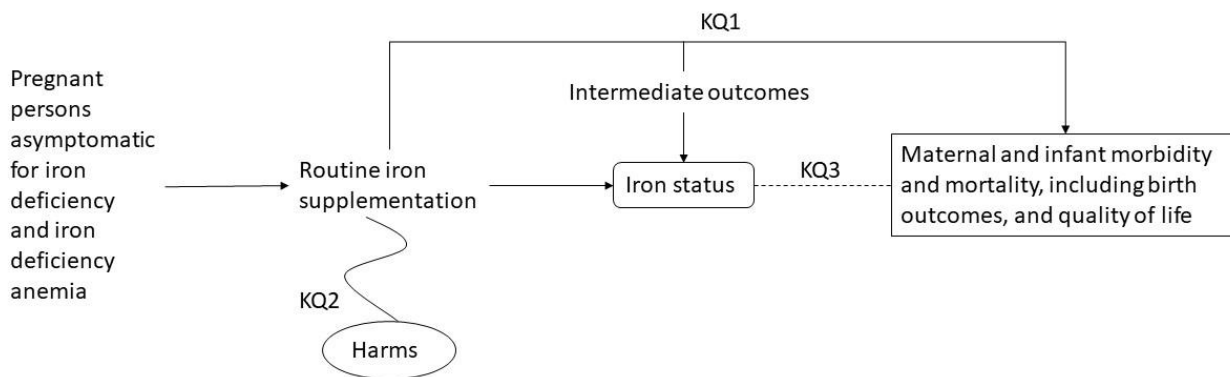 KQ1
Pregnant
persons
asymptomatic
for iron
deficiency
and iron
deficiency
anemia
Routine iron
supplementation
Intermediate outcomes
Iron status
KQ3
Maternal and infant morbidity
and mortality, including birth
outcomes, and quality of life
KQ2
Harms